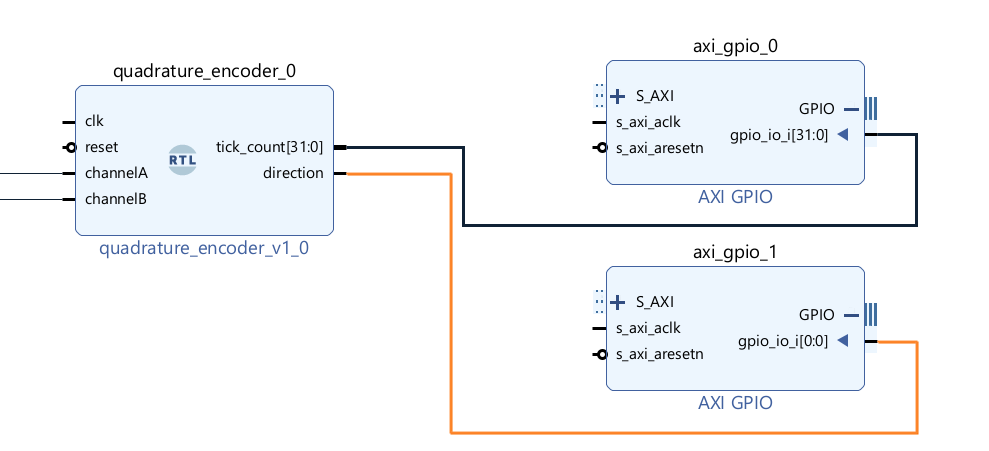 quadrature_encoder_0
clk
reset
channelA
channelB
RTL
tick_count[31:0]
direction
quadrature_encoder_v1_0
axi_gpio_0
S_AXI
s_axi_aclk
s_axi_aresetn
GPIO
gpio_io_i[31:0]
AXI GPIO
axi_gpio_1
S_AXI
s_axi_aclk
s_axi_aresetn
GPIO
gpio_io_i[0:0]
AXI GPIO